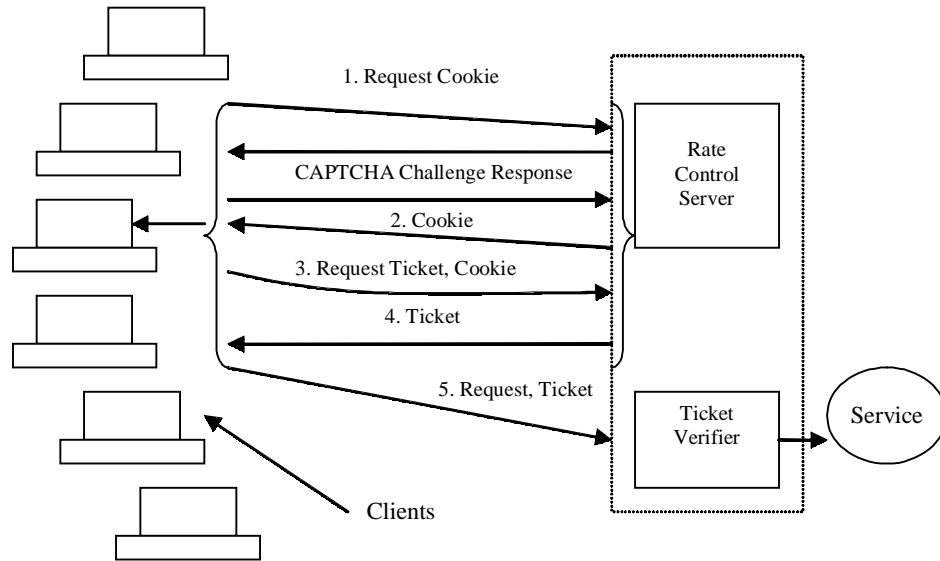 1. Request Cookie
Rate
Control
Server
CAPTCHA Challenge Response
2. Cookie
3. Request Ticket, Cookie
4. Ticket
5. Request, Ticket
Ticket
Verifier
Service
Clients